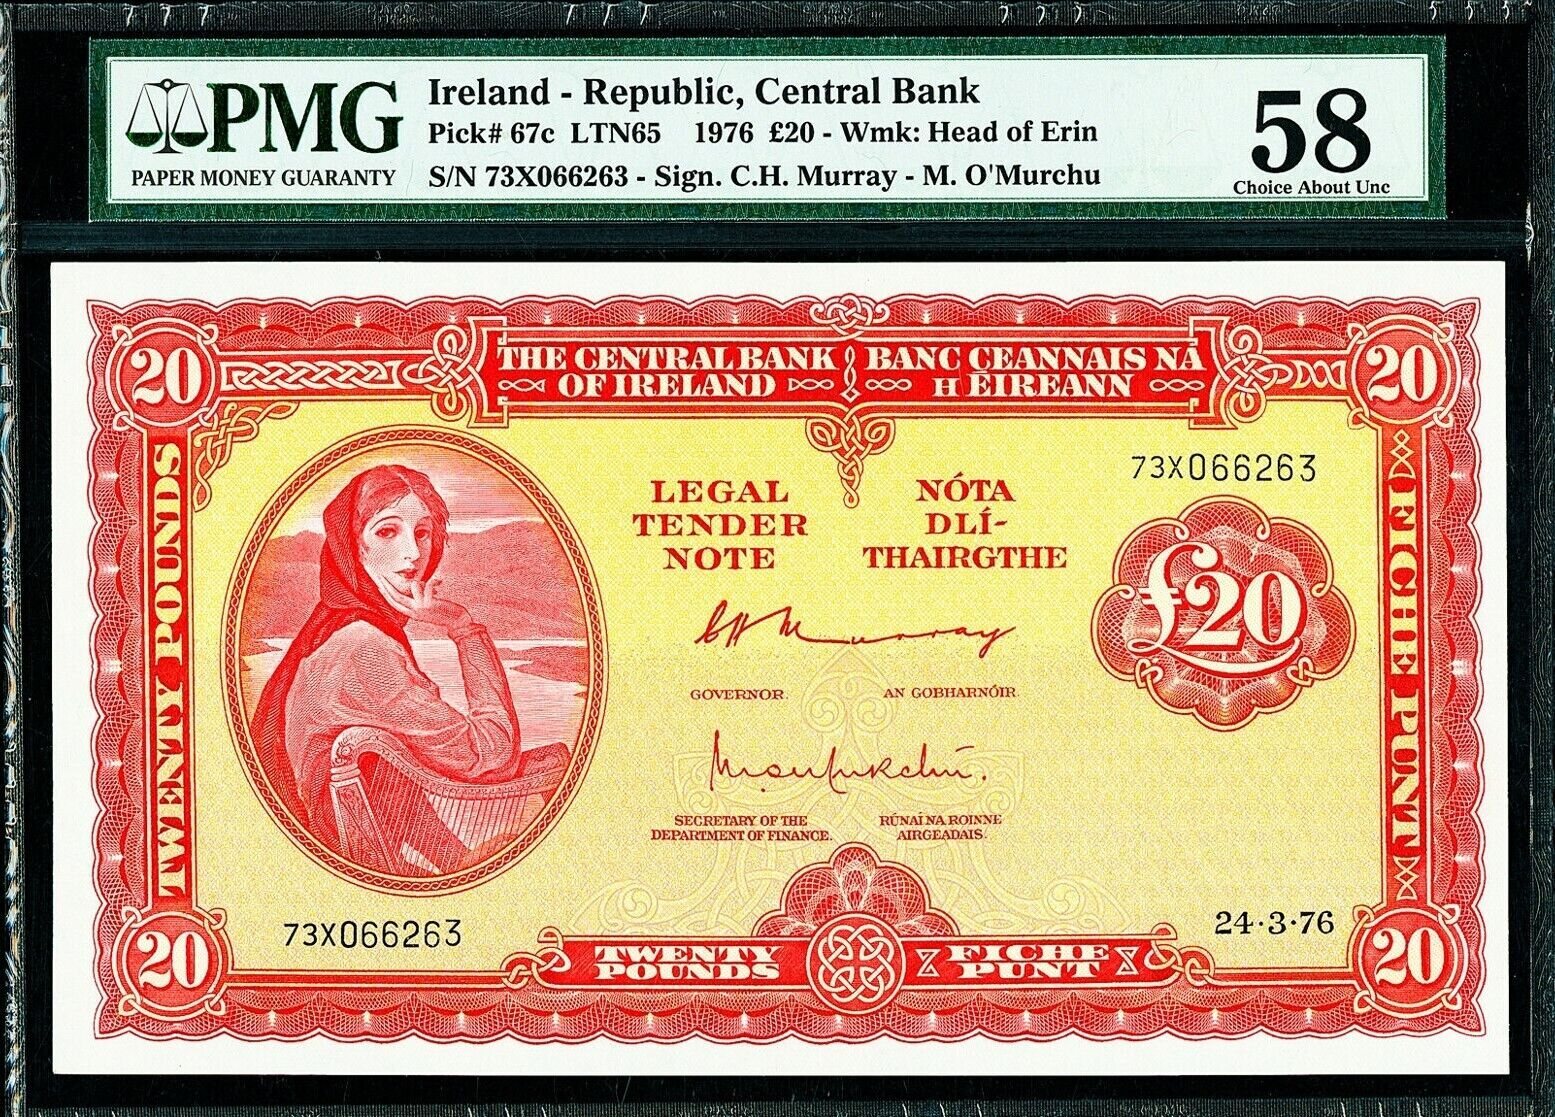 PMG
PAPER MONEY GUARANTY
Ireland - Republic, Central Bank
Pick# 67c LTN65 1976 £20 - Wmk: Head of Erin
S/N 73X066263 - Sign. C.H. Murray - M. O'Murchu
58
Choice About Unc
20
THE CENTRAL BANK
OF IRELAND
BANC CEANNAIS NA
H EIREANN
20
TWENTY POUNDS
LEGAL
TENDER
NOTE
NÓTA
DLÍ-
THAIRGTHE
73X066263
£20
FICHE PUNT
C H Murray
GOVERNOR.
AN GOBHARNÓIR
SECRETARY OF THE
DEPARTMENT OF FINANCE.
RÚNAÍ NA ROINNE
AIRGEADAIS.
73X066263
24·3·76
20
TWENTY
POUNDS
FICHE
PUNT
20